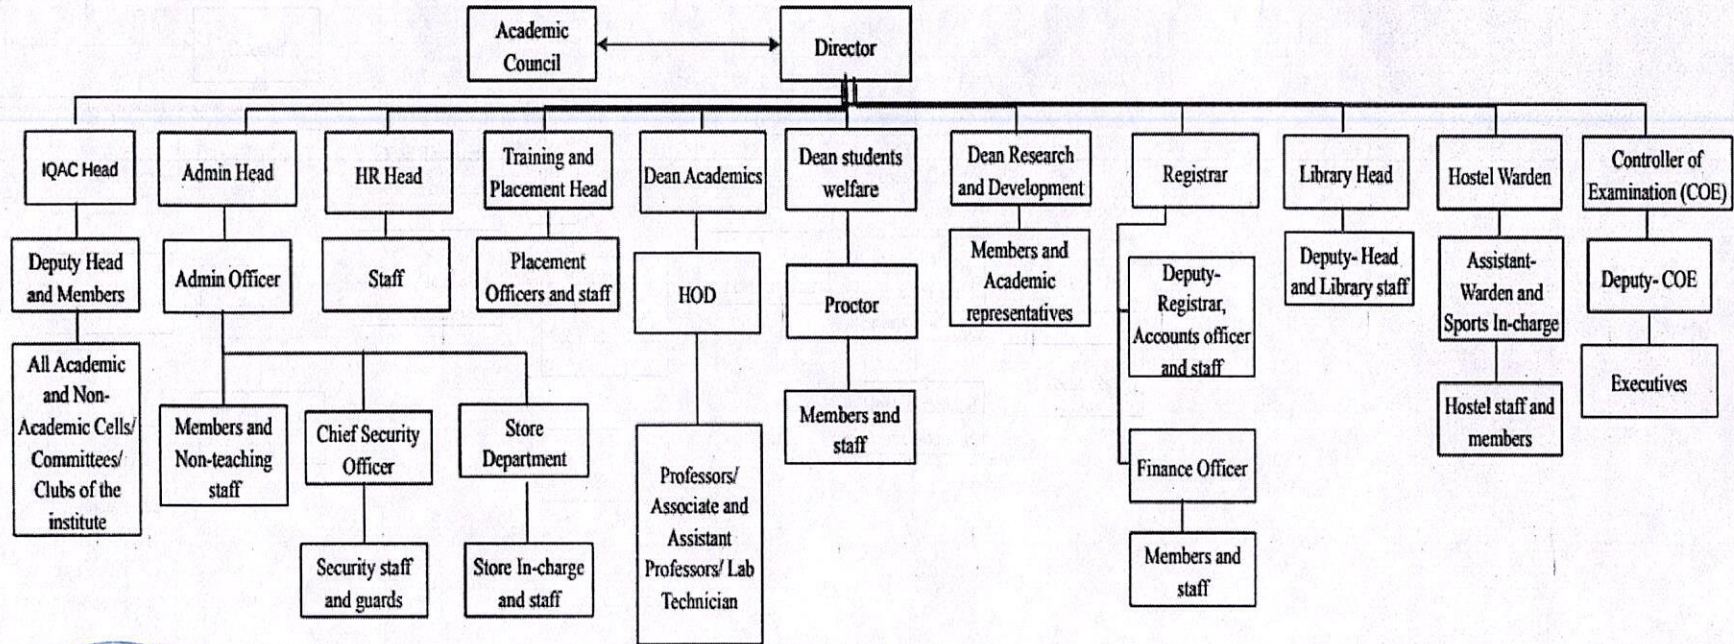 Academic
Council
Director
IQAC Head
Admin Head
HR Head
Training and
Placement Head
Dean Academics
Dean students
welfare
Dean Research
and Development
Registrar
Library Head
Hostel Warden
Controller of
Examination (COE)
Deputy Head
and Members
Admin Officer
Staff
Placement
Officers and staff
HOD
Proctor
Members and
Academic
representatives
Deputy-
Registrar,
Accounts officer
and staff
Deputy- Head
and Library staff
Assistant-
Warden and
Sports In-charge
Deputy- COE
All Academic
and Non-
Academic Cells/
Committees/
Clubs of the
institute
Members and
Non-teaching
staff
Chief Security
Officer
Store
Department
Professors/
Associate and
Assistant
Professors/ Lab
Technician
Members and
staff
Finance Officer
Hostel staff and
members
Executives
Security staff
and guards
Store In-charge
and staff
Members and
staff